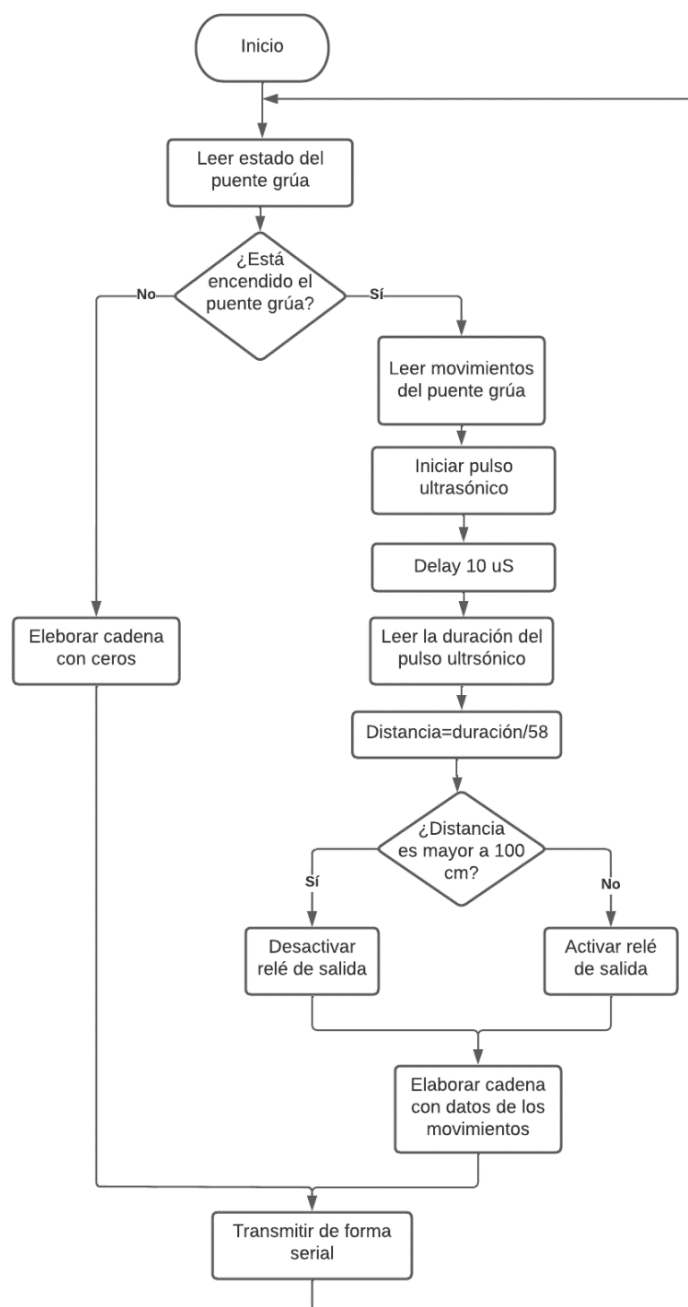 Inicio
Leer estado del
puente grúa
¿Está
encendido el
puente grúa?
No
Sí
Leer movimientos
del puente grúa
Iniciar pulso
ultrasónico
Delay 10 uS
Eleborar cadena
con ceros
Leer la duración del
pulso ultrsónico
Distancia=duración/58
¿Distancia
es mayor a 100
cm?
Sí
No
Desactivar
relé de salida
Activar relé
de salida
Elaborar cadena
con datos de los
movimientos
Transmitir de forma
serial